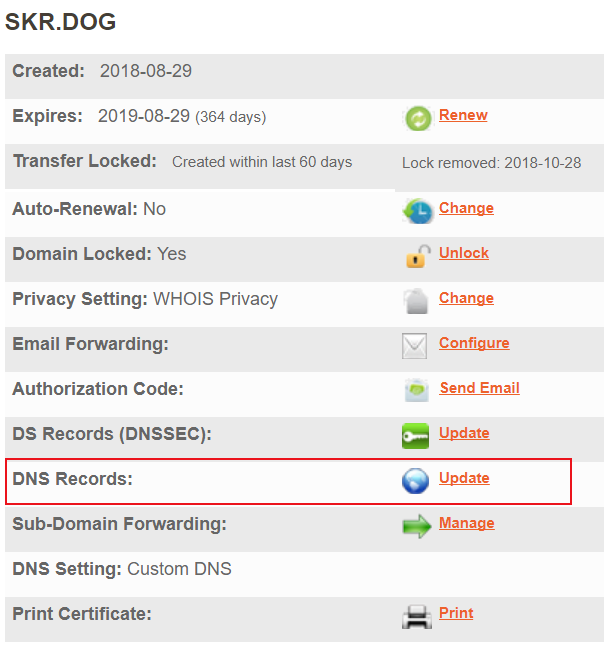 SKR.DOG
Created: 2018-08-29
Expires: 2019-08-29 (364 days) Renew
Transfer Locked: Created within last 60 days Lock removed: 2018-10-28
Auto-Renewal: No Change
Domain Locked: Yes Unlock
Privacy Setting: WHOIS Privacy Change
Email Forwarding: Configure
Authorization Code: Send Email
DS Records (DNSSEC): Update
DNS Records: Update
Sub-Domain Forwarding: Manage
DNS Setting: Custom DNS
Print Certificate: Print